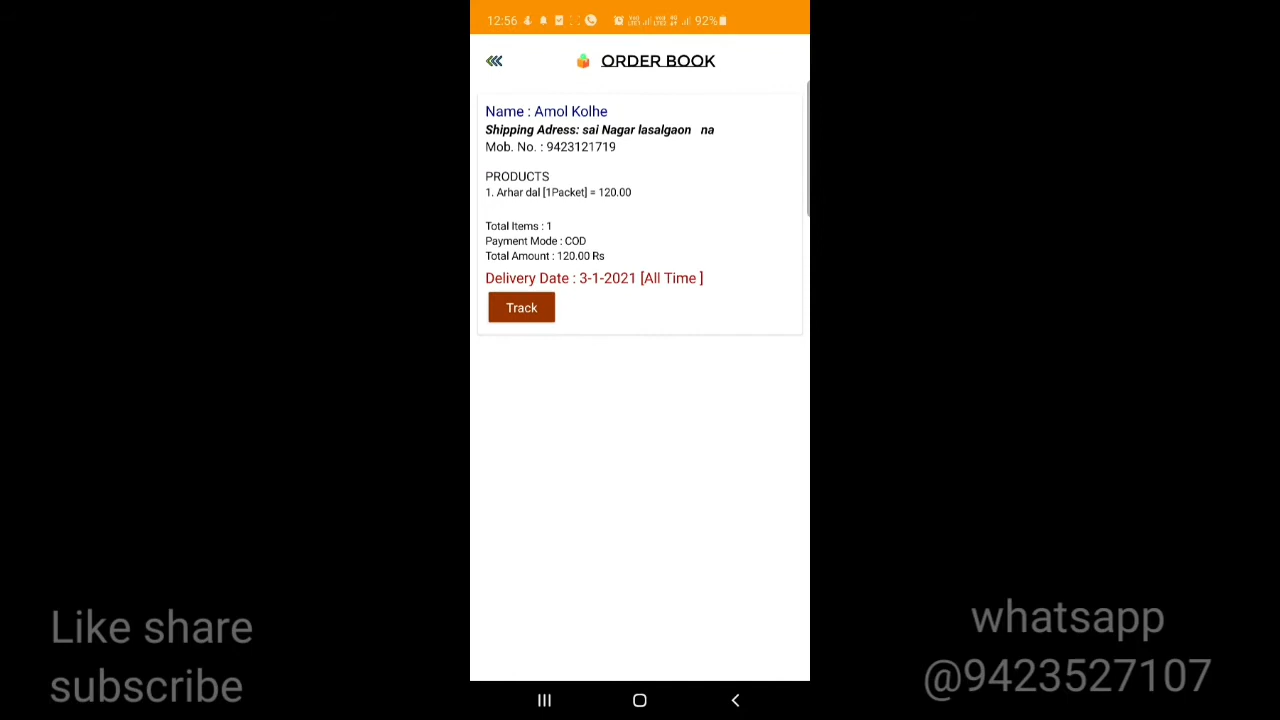 12:56
92%
ORDER BOOK
Name : Amol Kolhe
Shipping Adress: sai Nagar lasalgaon na
Mob. No. : 9423121719
PRODUCTS
1. Arhar dal [1Packet] = 120.00
Total Items : 1
Payment Mode : COD
Total Amount : 120.00 Rs
Delivery Date : 3-1-2021 [All Time ]
Track
Like share
subscribe
whatsapp
@9423527107